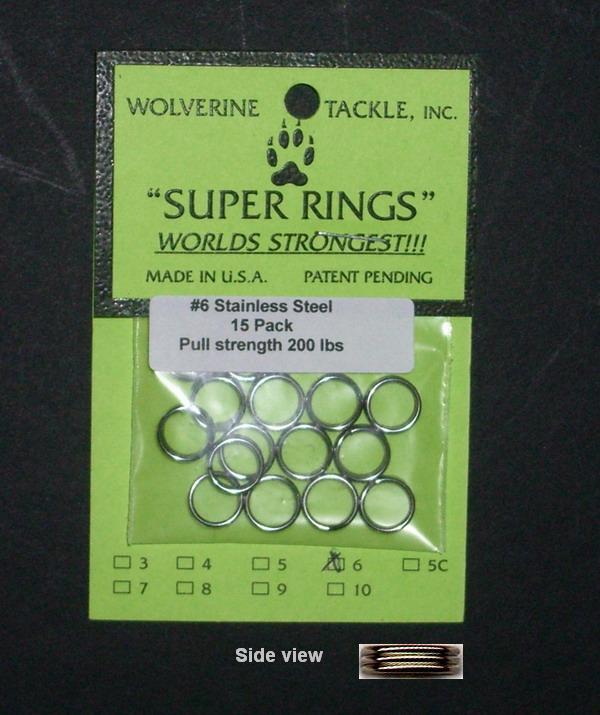 WOLVERINE TACKLE, INC.
“SUPER RINGS”
WORLDS STRONGEST!!!
MADE IN U.S.A. PATENT PENDING
#6 Stainless Steel
15 Pack
Pull strength 200 lbs
3 4 5 6 5C
7 8 9 10
Side view